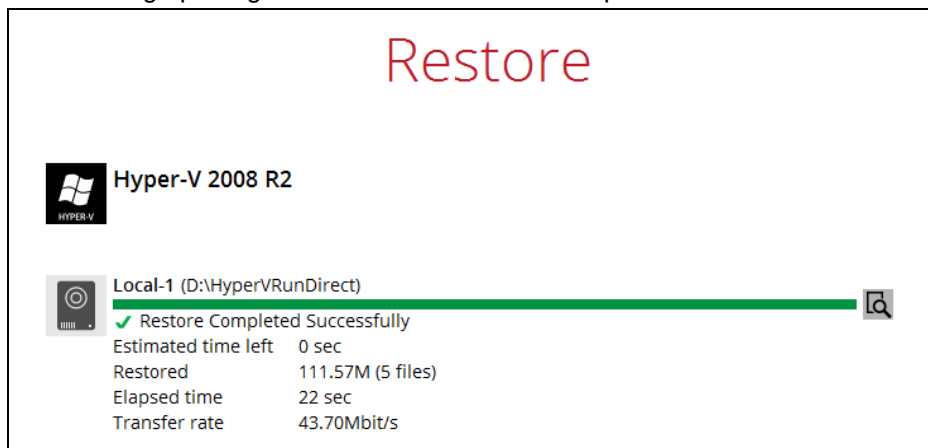 Restore
Hyper-V 2008 R2
HYPER-V
Local-1 (D:\HyperVRunDirect)
Restore Completed Successfully
Estimated time left 0 sec
Restored 111.57M (5 files)
Elapsed time 22 sec
Transfer rate 43.70Mbit/s